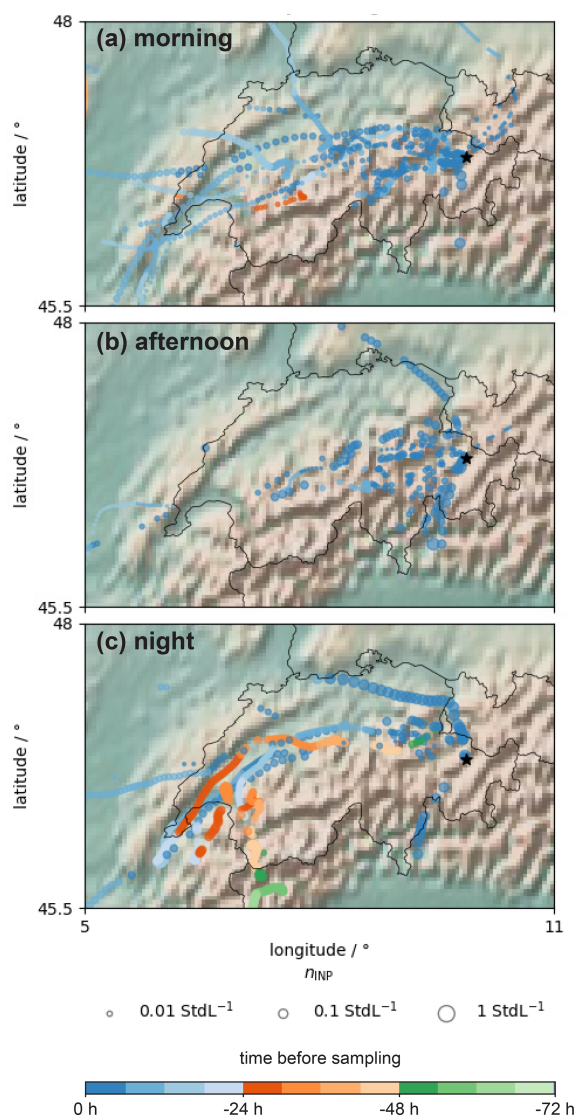 48
(a) morning
latitude / °
45.5
48
(b) afternoon
latitude / °
45.5
48
(c) night
latitude / °
45.5
5 11
longitude / °
nINP
0.01 StdL⁻¹ 0.1 StdL⁻¹ 1 StdL⁻¹
time before sampling
0 h -24 h -48 h -72 h